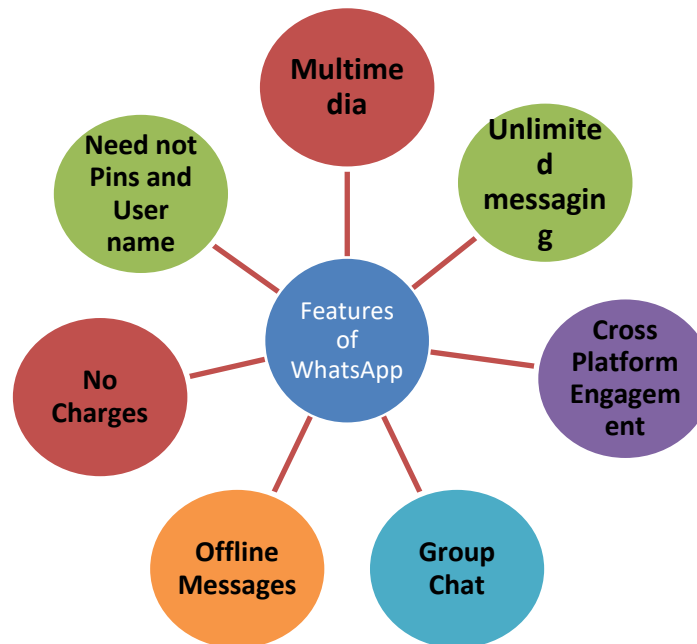 Multime
dia
Unlimite
d
messagin
g
Cross
Platform
Engagem
ent
Group
Chat
Offline
Messages
No
Charges
Need not
Pins and
User
name
Features
of
WhatsApp